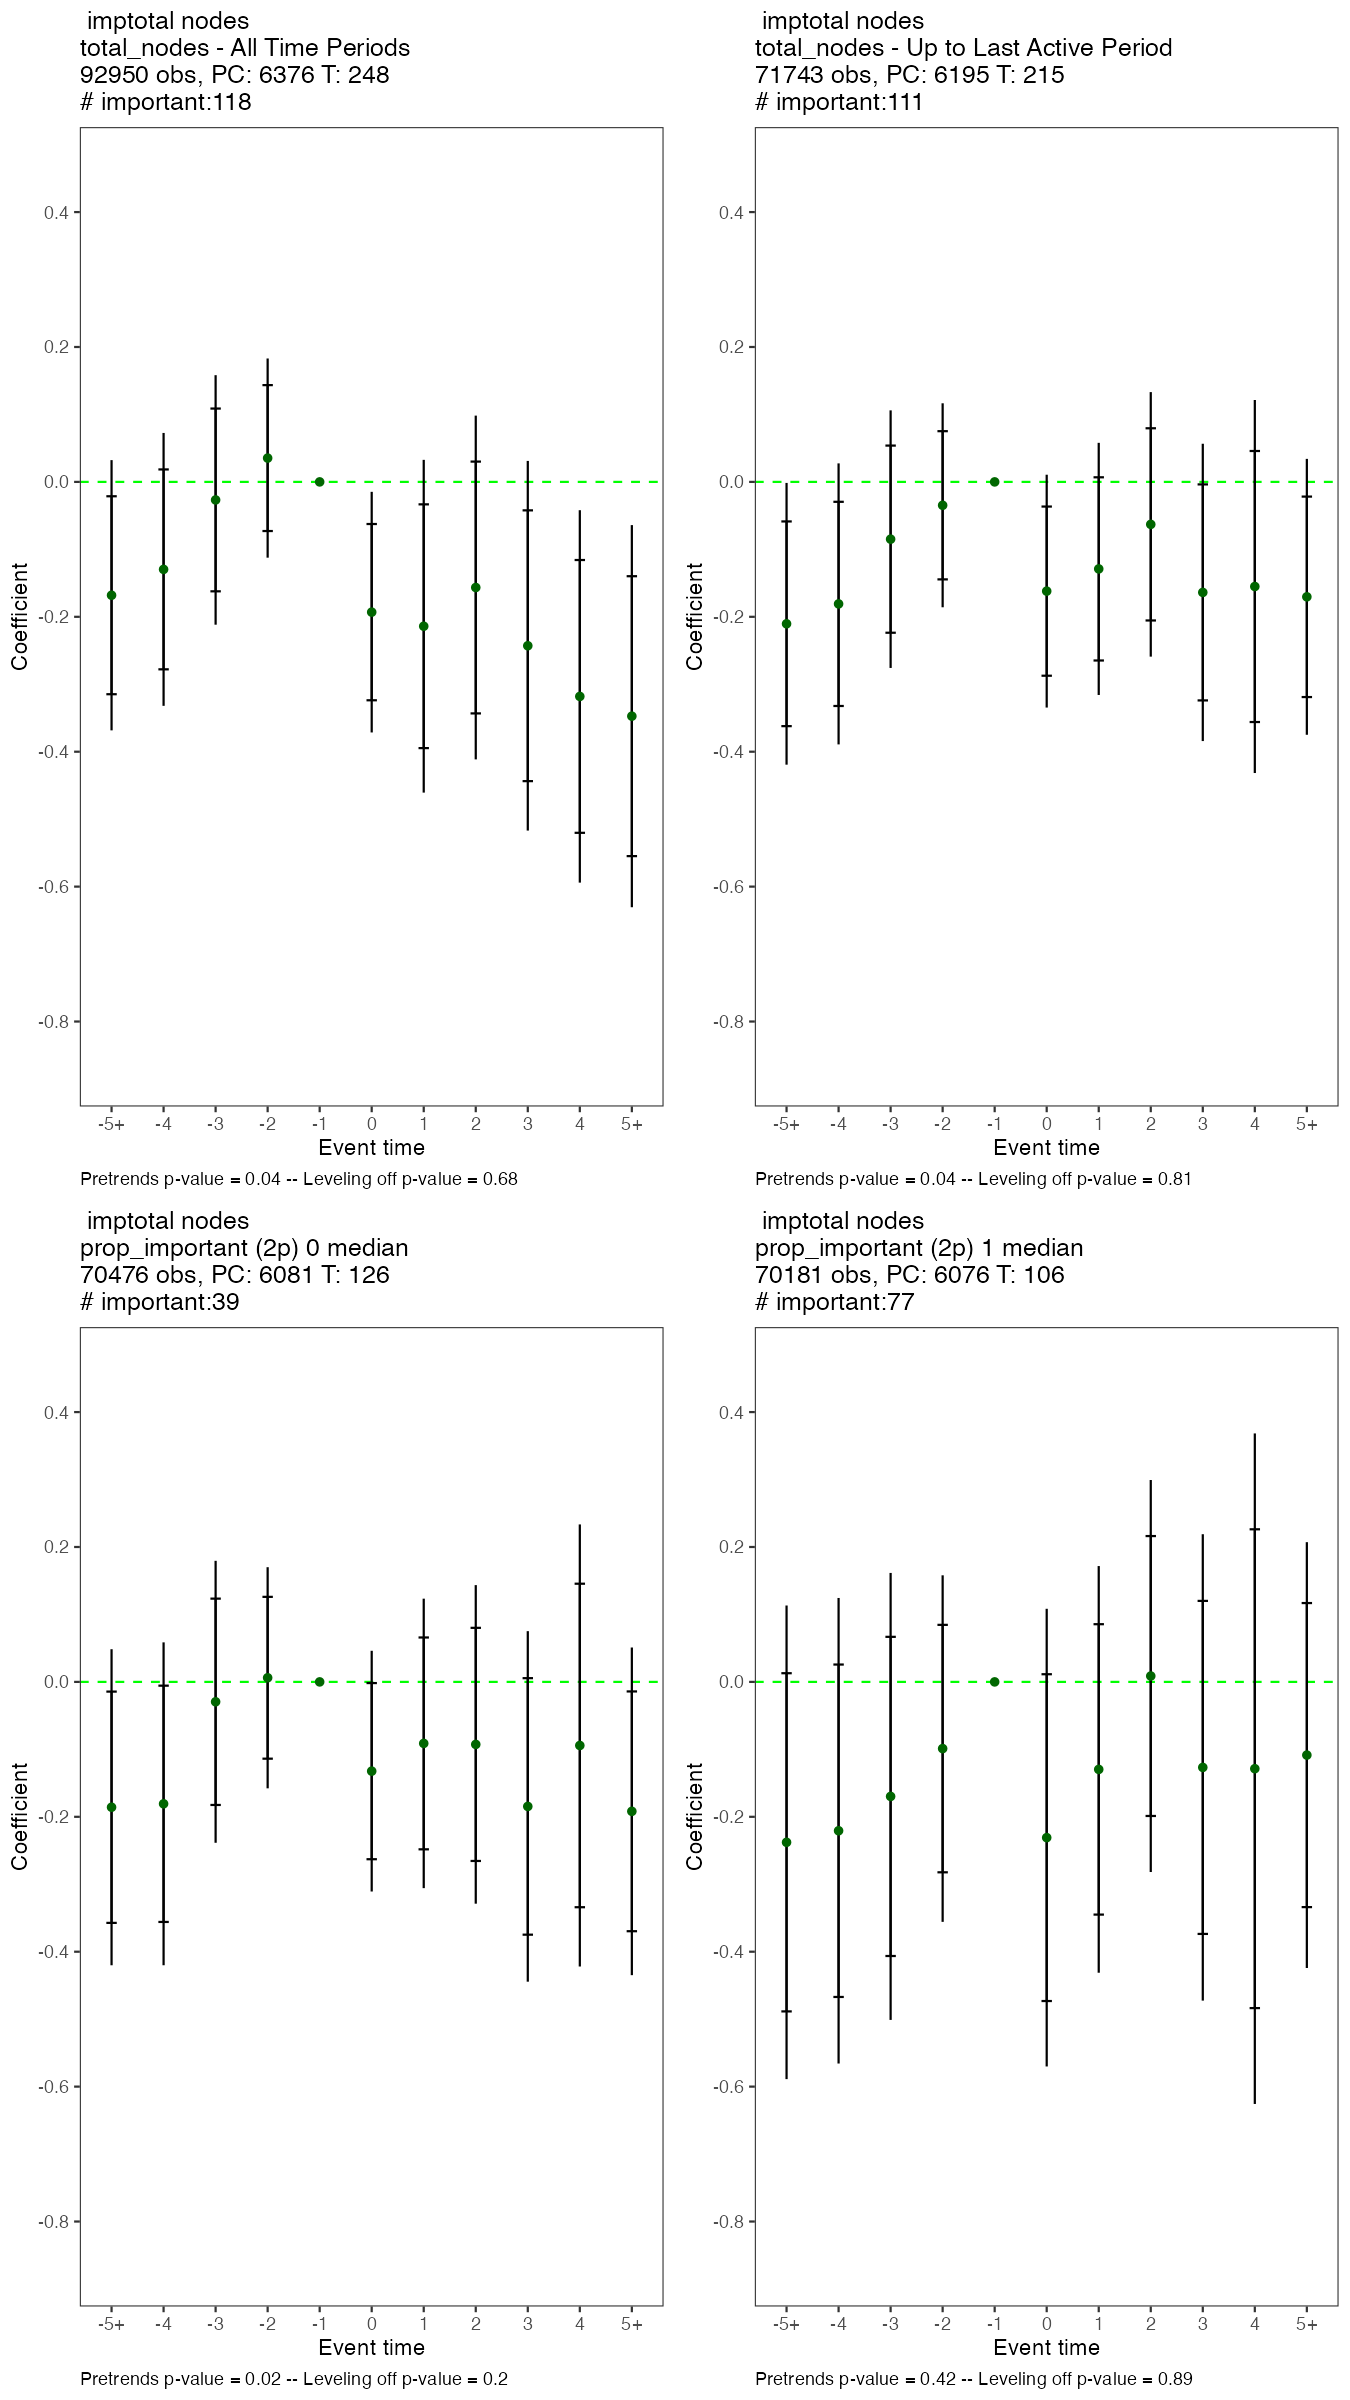 imptotal nodes
total_nodes - All Time Periods
92950 obs, PC: 6376 T: 248
# important:118
0.4
0.2
0.0
-0.2
-0.4
-0.6
-0.8
Coefficient
-5+ -4 -3 -2 -1 0 1 2 3 4 5+
Event time
Pretrends p-value = 0.04 -- Leveling off p-value = 0.68
imptotal nodes
total_nodes - Up to Last Active Period
71743 obs, PC: 6195 T: 215
# important:111
0.4
0.2
0.0
-0.2
-0.4
-0.6
-0.8
Coefficient
-5+ -4 -3 -2 -1 0 1 2 3 4 5+
Event time
Pretrends p-value = 0.04 -- Leveling off p-value = 0.81
imptotal nodes
prop_important (2p) 0 median
70476 obs, PC: 6081 T: 126
# important:39
0.4
0.2
0.0
-0.2
-0.4
-0.6
-0.8
Coefficient
-5+ -4 -3 -2 -1 0 1 2 3 4 5+
Event time
Pretrends p-value = 0.02 -- Leveling off p-value = 0.2
imptotal nodes
prop_important (2p) 1 median
70181 obs, PC: 6076 T: 106
# important:77
0.4
0.2
0.0
-0.2
-0.4
-0.6
-0.8
Coefficient
-5+ -4 -3 -2 -1 0 1 2 3 4 5+
Event time
Pretrends p-value = 0.42 -- Leveling off p-value = 0.89